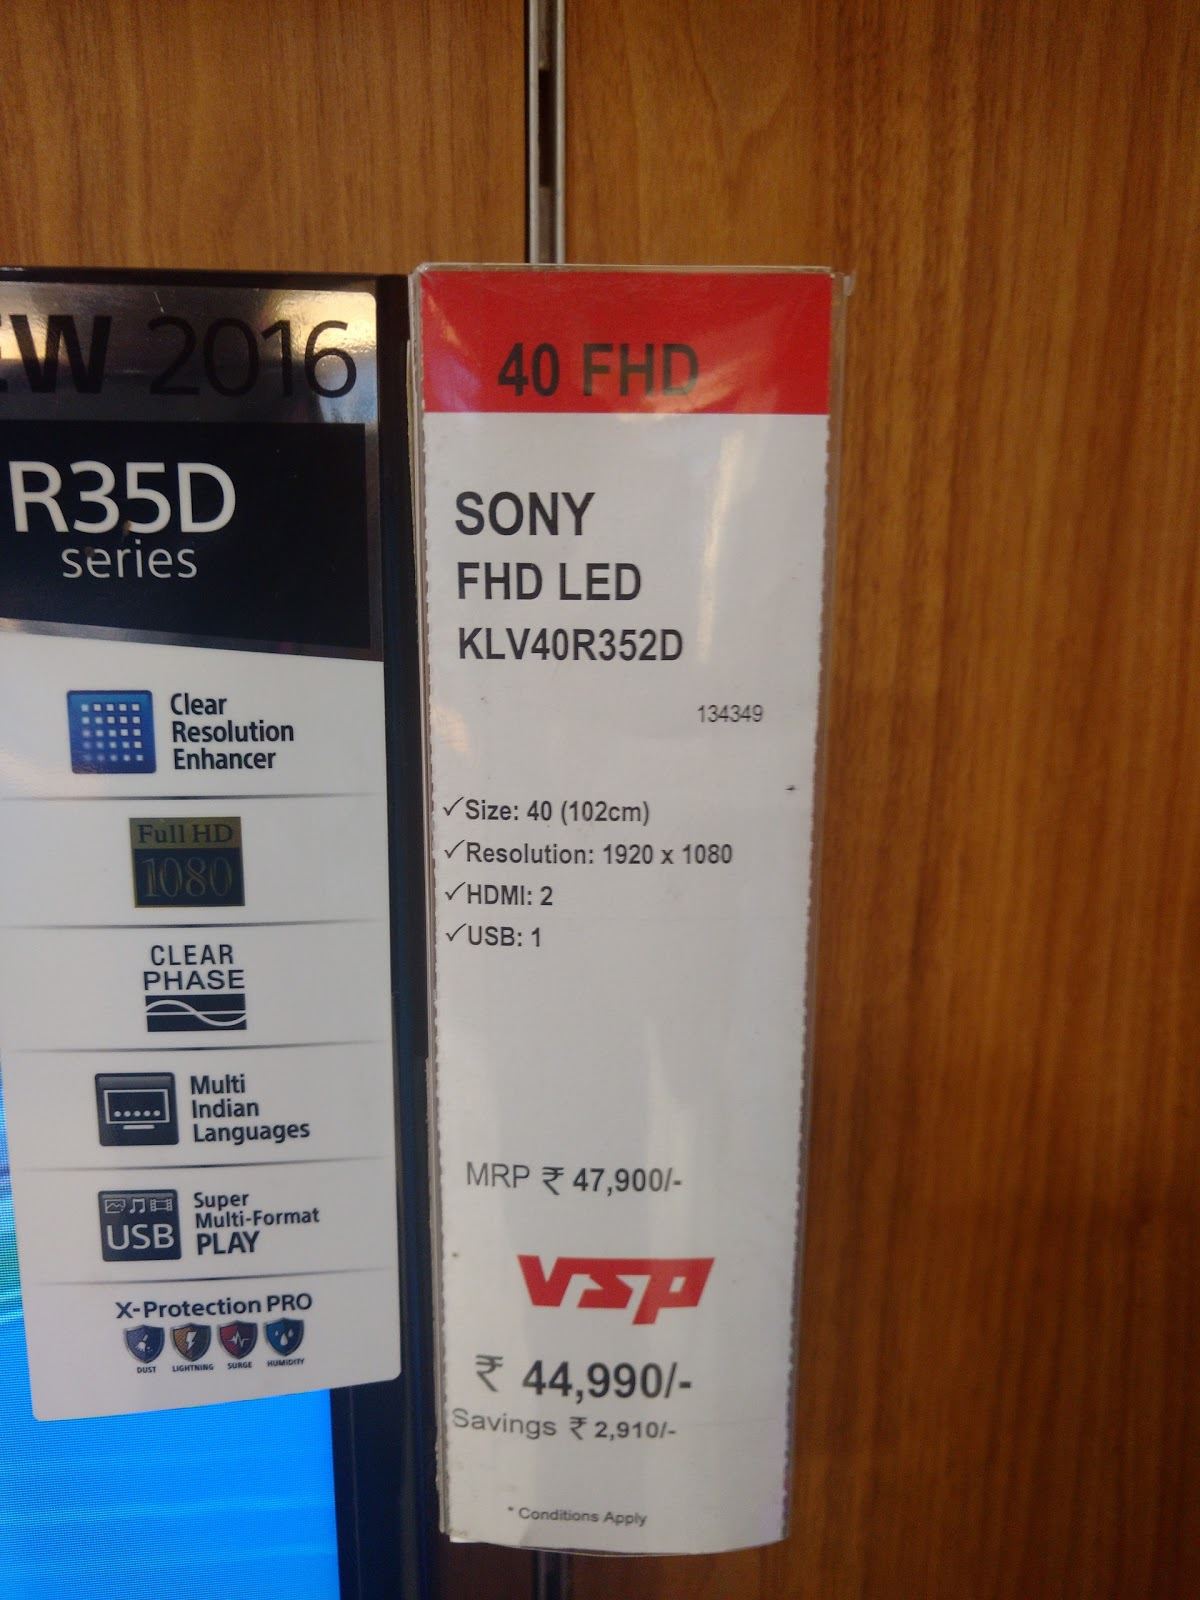 2016
R35D
series
Clear
Resolution
Enhancer
Full HD
1080
CLEAR
PHASE
Multi
Indian
Languages
USB
Super
Multi-Format
PLAY
X-Protection PRO
DUST LIGHTNING SURGE HUMIDITY
40 FHD
SONY
FHD LED
KLV40R352D
134349
✓Size: 40 (102cm)
✓Resolution: 1920 x 1080
✓HDMI: 2
✓USB: 1
MRP ₹ 47,900/-
vsp
₹ 44,990/-
Savings ₹ 2,910/-
* Conditions Apply